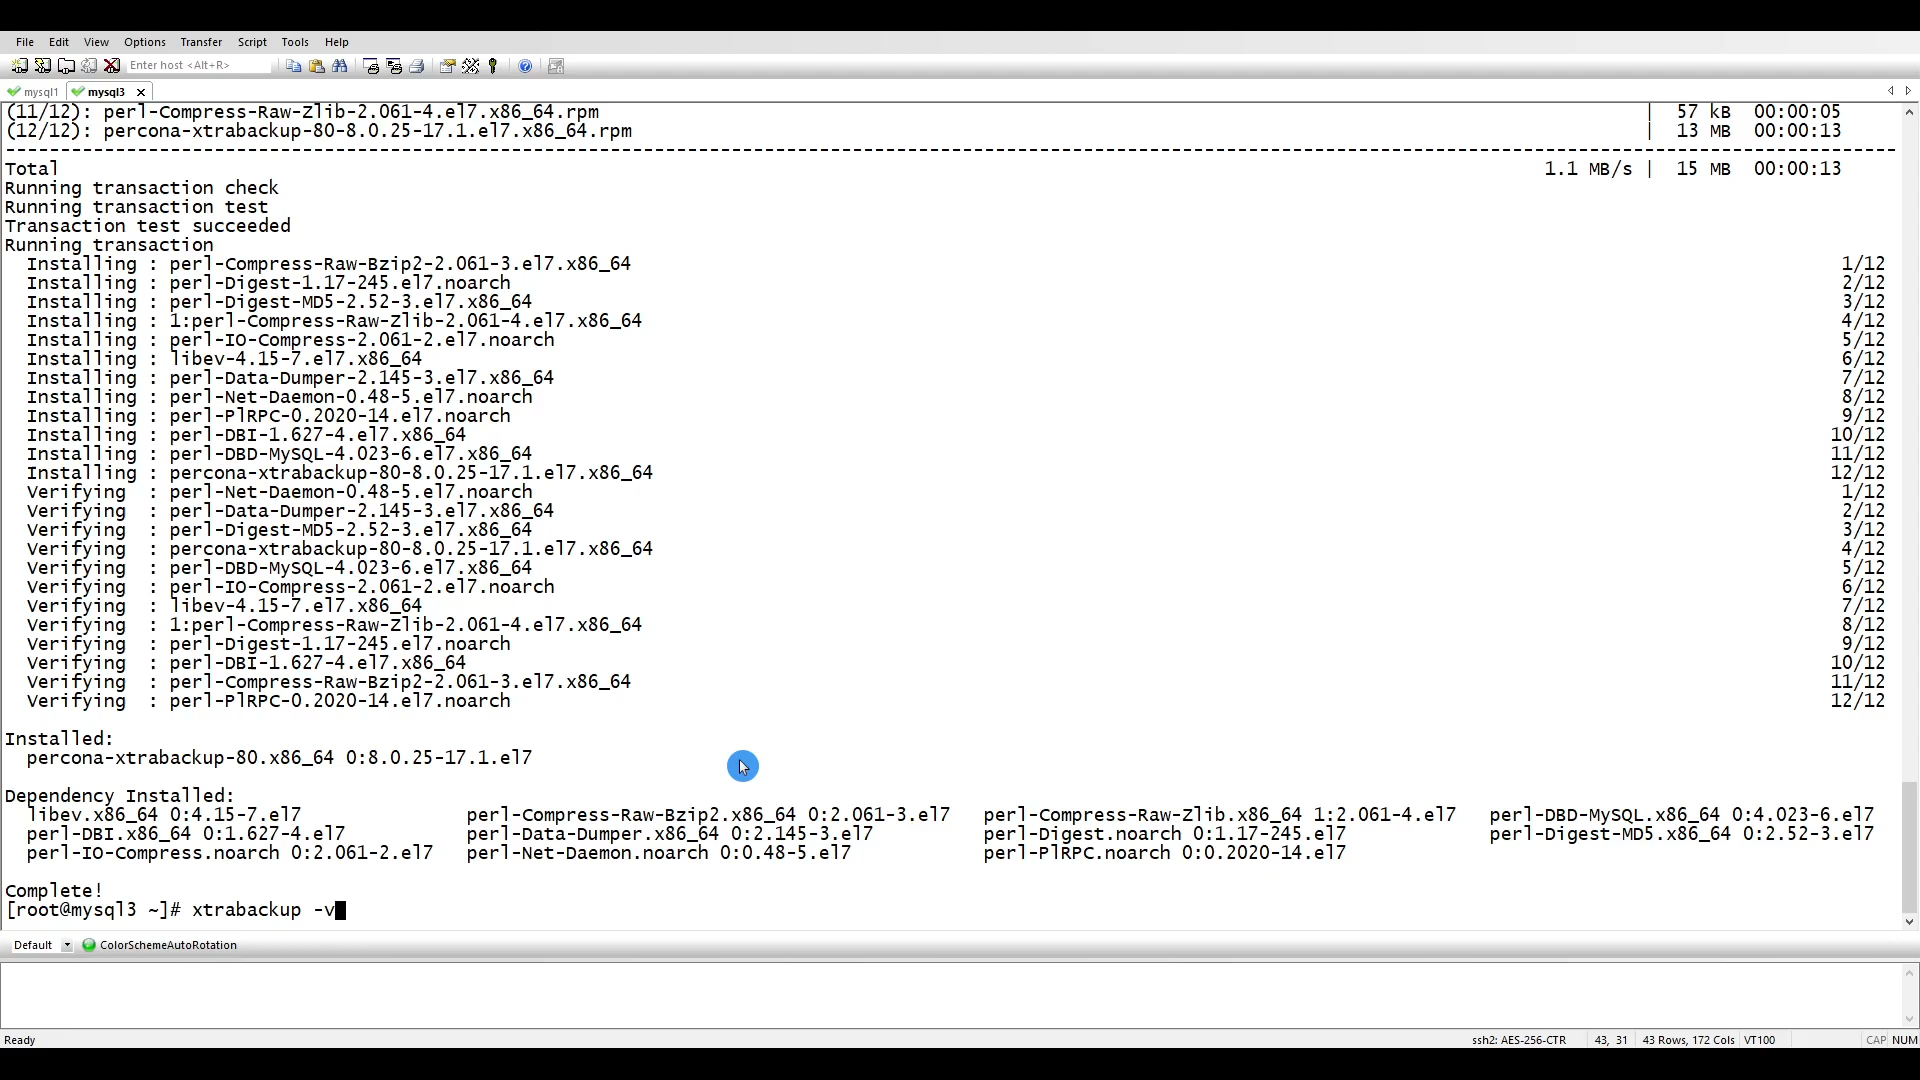 File Edit View Options Transfer Script Tools Help
Enter host <Alt+R>
mysql1 mysql3
(11/12): perl-Compress-Raw-Zlib-2.061-4.el7.x86_64.rpm | 57 kB 00:00:05
(12/12): percona-xtrabackup-80-8.0.25-17.1.el7.x86_64.rpm | 13 MB 00:00:13
--------------------------------------------------------------------------------
Total 1.1 MB/s | 15 MB 00:00:13
Running transaction check
Running transaction test
Transaction test succeeded
Running transaction
Installing : perl-Compress-Raw-Bzip2-2.061-3.el7.x86_64 1/12
Installing : perl-Digest-1.17-245.el7.noarch 2/12
Installing : perl-Digest-MD5-2.52-3.el7.x86_64 3/12
Installing : 1:perl-Compress-Raw-Zlib-2.061-4.el7.x86_64 4/12
Installing : perl-IO-Compress-2.061-2.el7.noarch 5/12
Installing : libev-4.15-7.el7.x86_64 6/12
Installing : perl-Data-Dumper-2.145-3.el7.x86_64 7/12
Installing : perl-Net-Daemon-0.48-5.el7.noarch 8/12
Installing : perl-PlRPC-0.2020-14.el7.noarch 9/12
Installing : perl-DBI-1.627-4.el7.x86_64 10/12
Installing : perl-DBD-MySQL-4.023-6.el7.x86_64 11/12
Installing : percona-xtrabackup-80-8.0.25-17.1.el7.x86_64 12/12
Verifying : perl-Net-Daemon-0.48-5.el7.noarch 1/12
Verifying : perl-Data-Dumper-2.145-3.el7.x86_64 2/12
Verifying : perl-Digest-MD5-2.52-3.el7.x86_64 3/12
Verifying : percona-xtrabackup-80-8.0.25-17.1.el7.x86_64 4/12
Verifying : perl-DBD-MySQL-4.023-6.el7.x86_64 5/12
Verifying : perl-IO-Compress-2.061-2.el7.noarch 6/12
Verifying : libev-4.15-7.el7.x86_64 7/12
Verifying : 1:perl-Compress-Raw-Zlib-2.061-4.el7.x86_64 8/12
Verifying : perl-Digest-1.17-245.el7.noarch 9/12
Verifying : perl-DBI-1.627-4.el7.x86_64 10/12
Verifying : perl-Compress-Raw-Bzip2-2.061-3.el7.x86_64 11/12
Verifying : perl-PlRPC-0.2020-14.el7.noarch 12/12
Installed:
percona-xtrabackup-80.x86_64 0:8.0.25-17.1.el7
Dependency Installed:
libev.x86_64 0:4.15-7.el7 perl-Compress-Raw-Bzip2.x86_64 0:2.061-3.el7 perl-Compress-Raw-Zlib.x86_64 1:2.061-4.el7 perl-DBD-MySQL.x86_64 0:4.023-6.el7
perl-DBI.x86_64 0:1.627-4.el7 perl-Data-Dumper.x86_64 0:2.145-3.el7 perl-Digest.noarch 0:1.17-245.el7 perl-Digest-MD5.x86_64 0:2.52-3.el7
perl-IO-Compress.noarch 0:2.061-2.el7 perl-Net-Daemon.noarch 0:0.48-5.el7 perl-PlRPC.noarch 0:0.2020-14.el7
Complete!
[root@mysql3 ~]# xtrabackup -v
Default ColorSchemeAutoRotation
Ready ssh2: AES-256-CTR 43, 31 43 Rows, 172 Cols VT100 CAP NUM